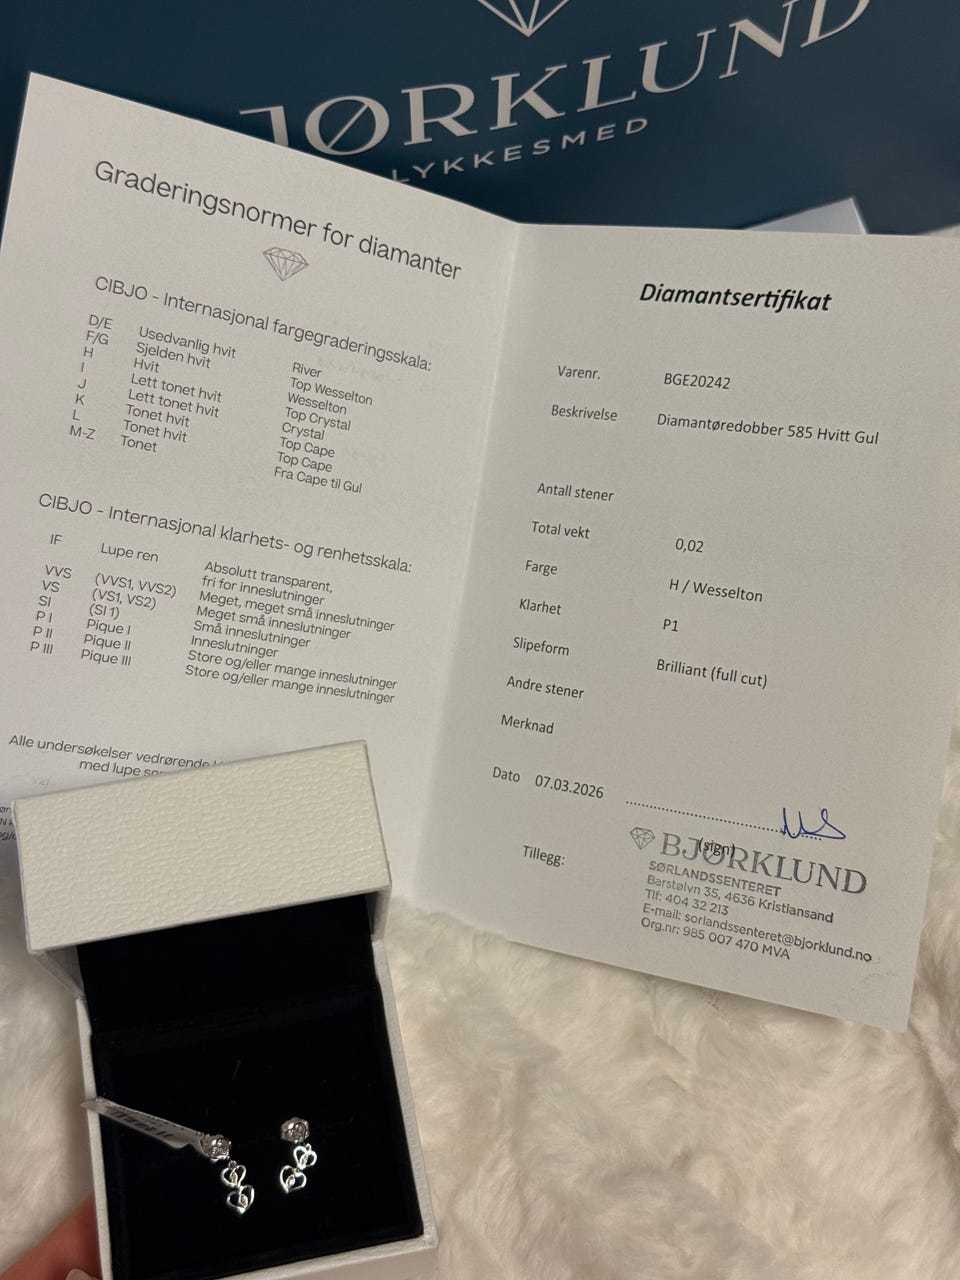 JØRKLUND
LYKKESMED
Graderingsnormer for diamanter
CIBJO - Internasjonal fargegraderingsskala:
D/E Usedvanlig hvit River
F/G Sjelden hvit Top Wesselton
H Hvit Wesselton
I Lett tonet hvit Top Crystal
J Lett tonet hvit Crystal
K Tonet hvit Top Cape
L Tonet hvit Top Cape
M-Z Tonet Fra Cape til Gul
CIBJO - Internasjonal klarhets- og renhetsskala:
IF Lupe ren Absolutt transparent,
fri for inneslutninger
VVS (VVS1, VVS2) Meget, meget små inneslutninger
VS (VS1, VS2) Meget små inneslutninger
SI (SI 1) Små inneslutninger
P I Pique I Inneslutninger
P II Pique II Store og/eller mange inneslutninger
P III Pique III Store og/eller mange inneslutninger
Alle undersøkelser vedrørende
med lupe
Diamantsertifikat
Varenr. BGE20242
Beskrivelse Diamantøredobber 585 Hvitt Gul
Antall stener
Total vekt 0,02
Farge H / Wesselton
Klarhet P1
Slipeform Brilliant (full cut)
Andre stener
Merknad
Dato 07.03.2026
(sign)
Tillegg:
BJØRKLUND
SØRLANDSSENTERET
Barstølvn 35, 4636 Kristiansand
Tlf: 404 32 213
E-mail: sorlandssenteret@bjorklund.no
Org.nr: 985 007 470 MVA